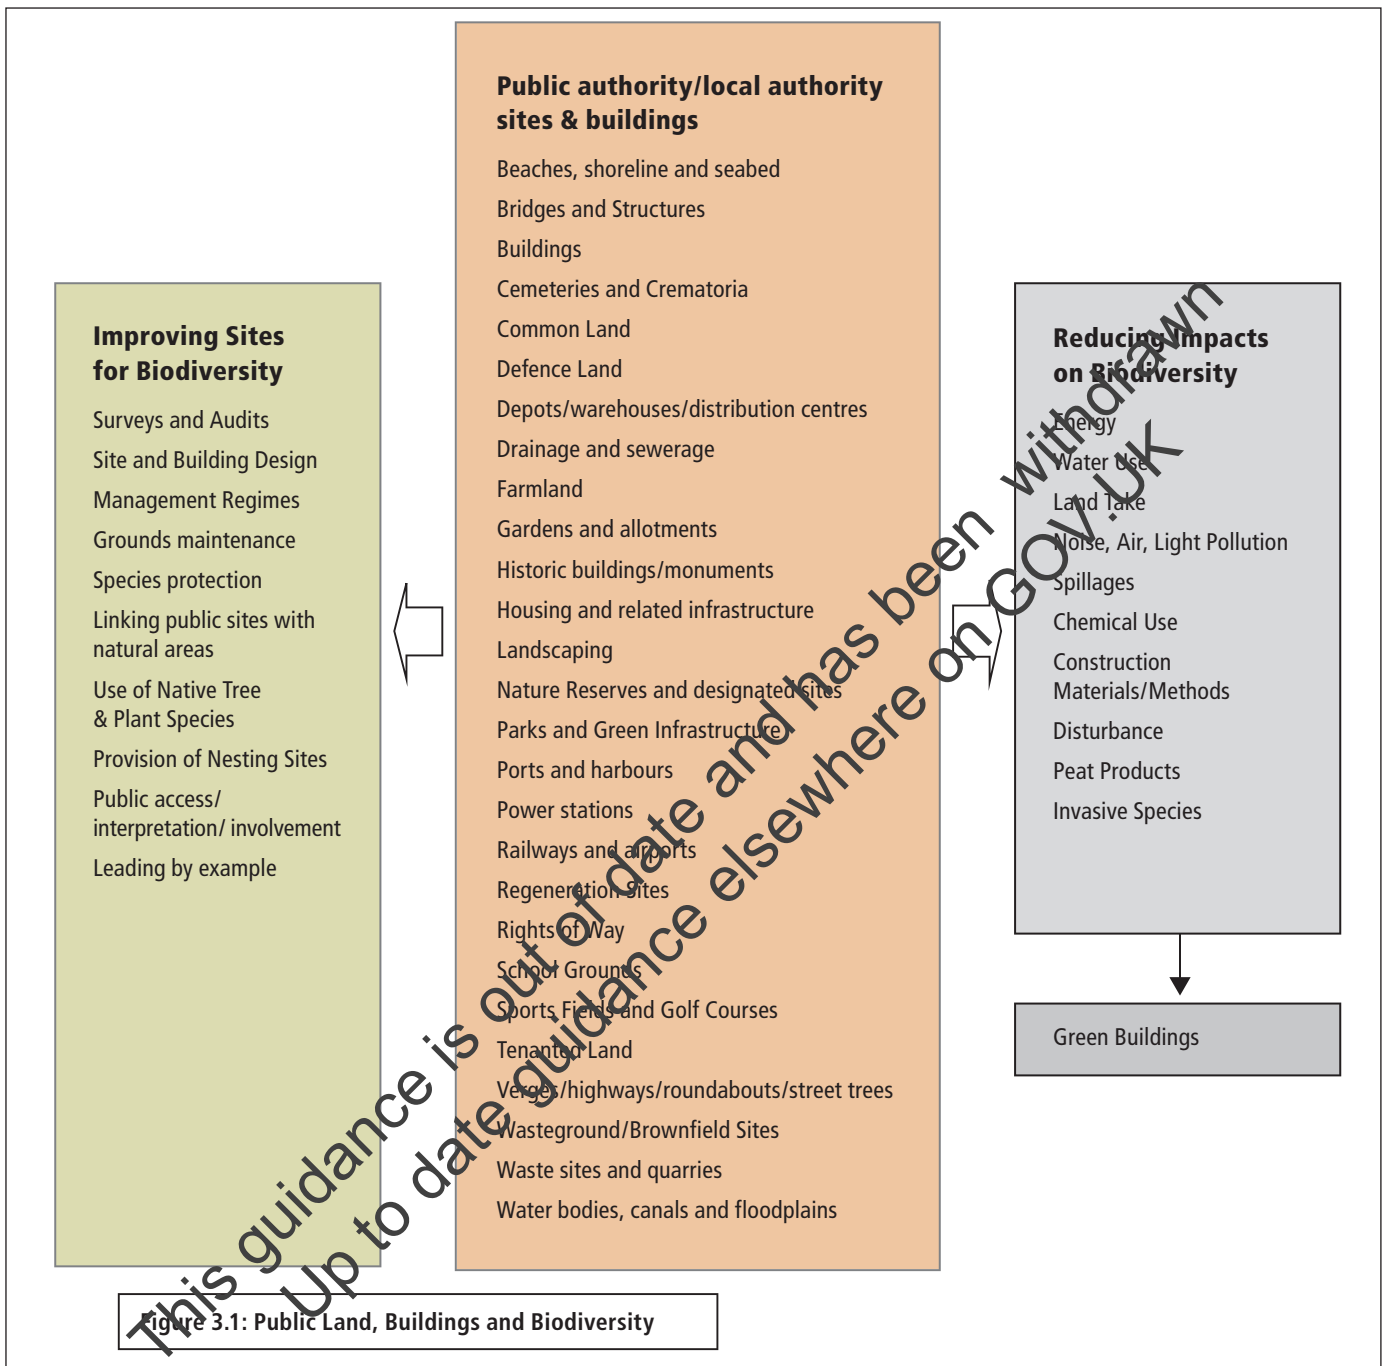 Improving Sites
for Biodiversity
Surveys and Audits
Site and Building Design
Management Regimes
Grounds maintenance
Species protection
Linking public sites with
natural areas
Use of Native Tree
& Plant Species
Provision of Nesting Sites
Public access/
interpretation/ involvement
Leading by example
Public authority/local authority
sites & buildings
Beaches, shoreline and seabed
Bridges and Structures
Buildings
Cemeteries and Crematoria
Common Land
Defence Land
Depots/warehouses/distribution centres
Drainage and sewerage
Farmland
Gardens and allotments
Historic buildings/monuments
Housing and related infrastructure
Landscaping
Nature Reserves and designated sites
Parks and Green Infrastructure
Ports and harbours
Power stations
Railways and airports
Regeneration Sites
Rights of Way
School Grounds
Sports Fields and Golf Courses
Tenanted Land
Verges/highways/roundabouts/street trees
Wasteground/Brownfield Sites
Waste sites and quarries
Water bodies, canals and floodplains
Reducing Impacts
on Biodiversity
Energy
Water Use
Land Take
Noise, Air, Light Pollution
Spillages
Chemical Use
Construction
Materials/Methods
Disturbance
Peat Products
Invasive Species
Green Buildings
Figure 3.1: Public Land, Buildings and Biodiversity
This guidance is out of date and has been withdrawn
Up to date guidance elsewhere on GOV.UK